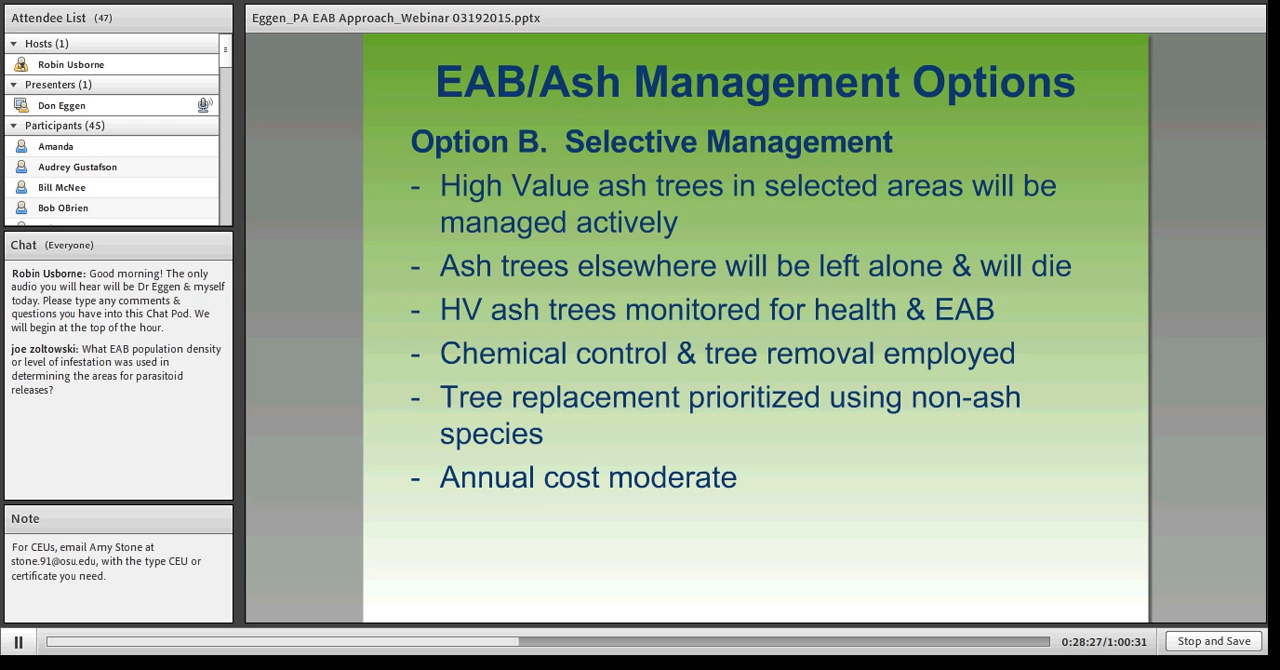 Attendee List (47)
Hosts (1)
Robin Usborne
Presenters (1)
Don Eggen
Participants (45)
Amanda
Audrey Gustafson
Bill McNee
Bob OBrien
Chat (Everyone)
Robin Usborne: Good morning! The only
audio you will hear will be Dr Eggen & myself
today. Please type any comments &
questions you have into this Chat Pod. We
will begin at the top of the hour.
joe zoltowski: What EAB population density
or level of infestation was used in
determining the areas for parasitoid
releases?
Note
For CEUs, email Amy Stone at
stone.91@osu.edu, with the type CEU or
certificate you need.
Eggen_PA EAB Approach_Webinar 03192015.pptx
EAB/Ash Management Options
Option B. Selective Management
- High Value ash trees in selected areas will be
managed actively
- Ash trees elsewhere will be left alone & will die
- HV ash trees monitored for health & EAB
- Chemical control & tree removal employed
- Tree replacement prioritized using non-ash
species
- Annual cost moderate
0:28:27/1:00:31
Stop and Save